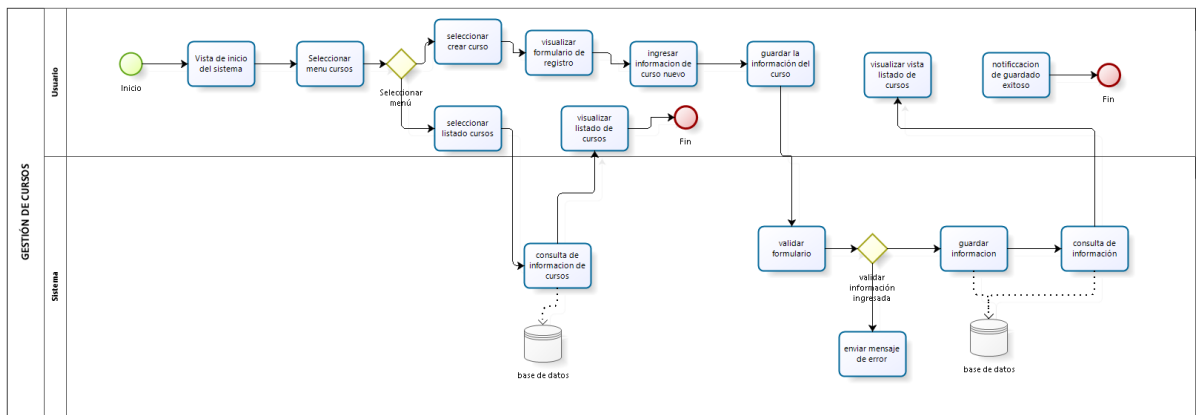 GESTIÓN DE CURSOS
Usuario
Inicio
Vista de inicio
del sistema
Seleccionar
menu cursos
Seleccionar
menú
seleccionar
crear curso
visualizar
formulario de
registro
ingresar
informacion de
curso nuevo
guardar la
información del
curso
visualizar vista
listado de
cursos
notificcacion
de guardado
exitoso
Fin
seleccionar
listado cursos
visualizar
listado de
cursos
Fin
Sistema
consulta de
informacion de
cursos
base de datos
validar
formulario
validar
información
ingresada
guardar
informacion
consulta de
información
enviar mensaje
de error
base de datos